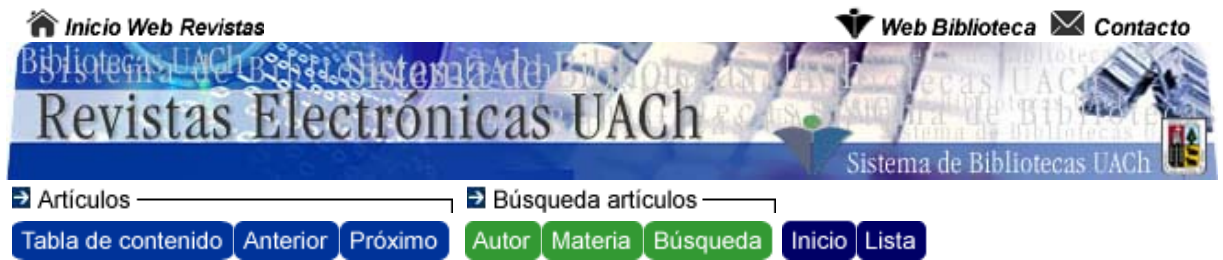 Inicio Web Revistas
Web Biblioteca Contacto
Revistas Electrónicas UACh
Sistema de Bibliotecas UACh
Artículos
Búsqueda artículos
Tabla de contenido Anterior Próximo Autor Materia Búsqueda Inicio Lista